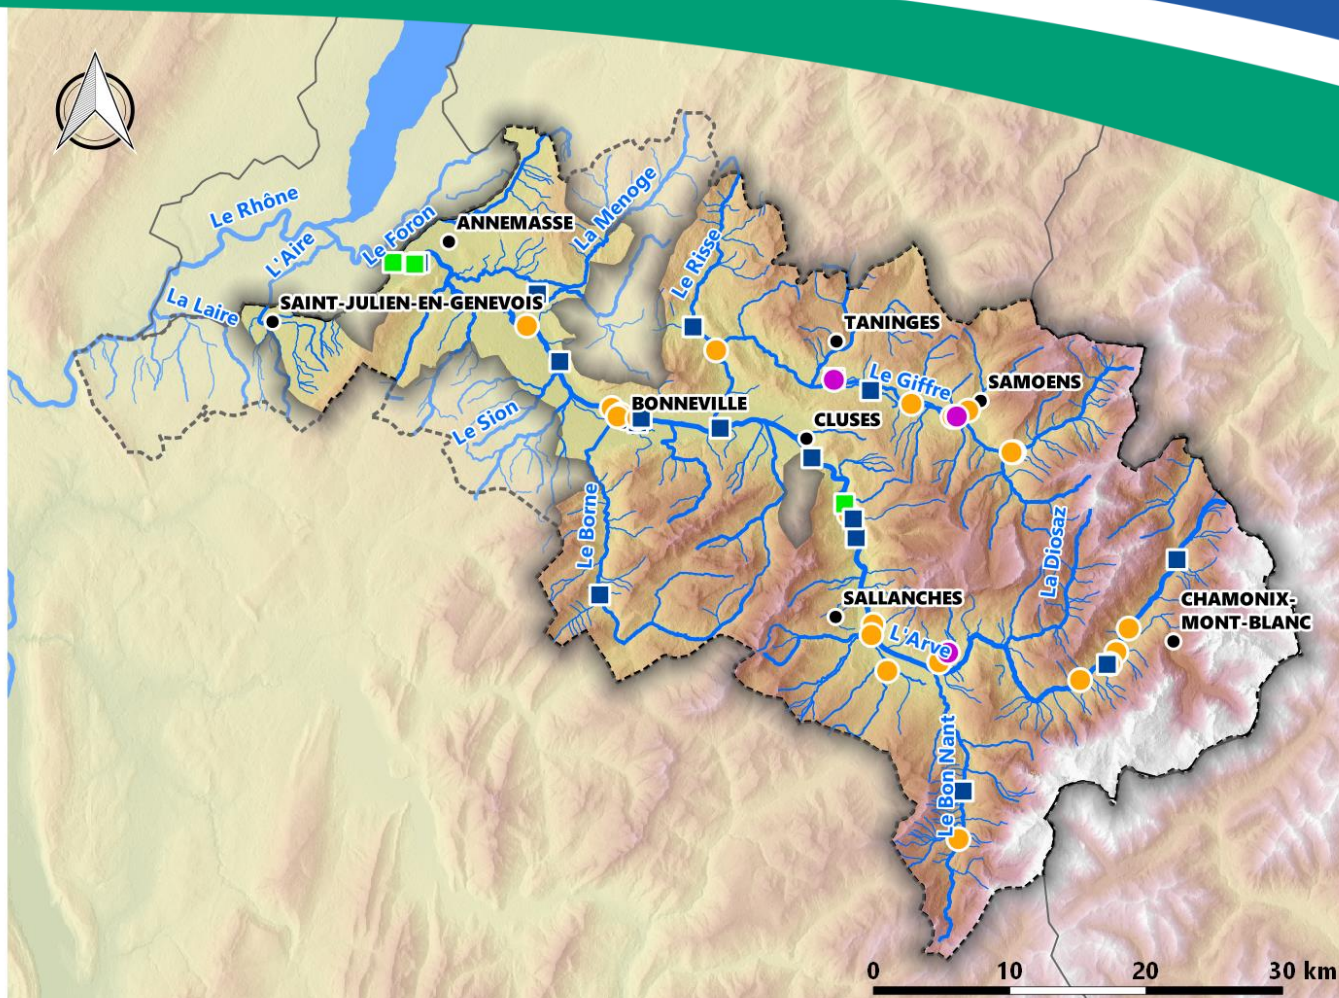 Le Rhône
L'Aire
Le Foron
ANNEMASSE
La Menoge
Le Risse
La Laire
SAINT-JULIEN-EN-GENEVOIS
TANINGES
Le Giffre
SAMOENS
Le Sion
BONNEVILLE
CLUSES
Le Borne
La Diosaz
SALLANCHES
L'Arve
CHAMONIX-
MONT-BLANC
Le Bon Nant
0 10 20 30 km